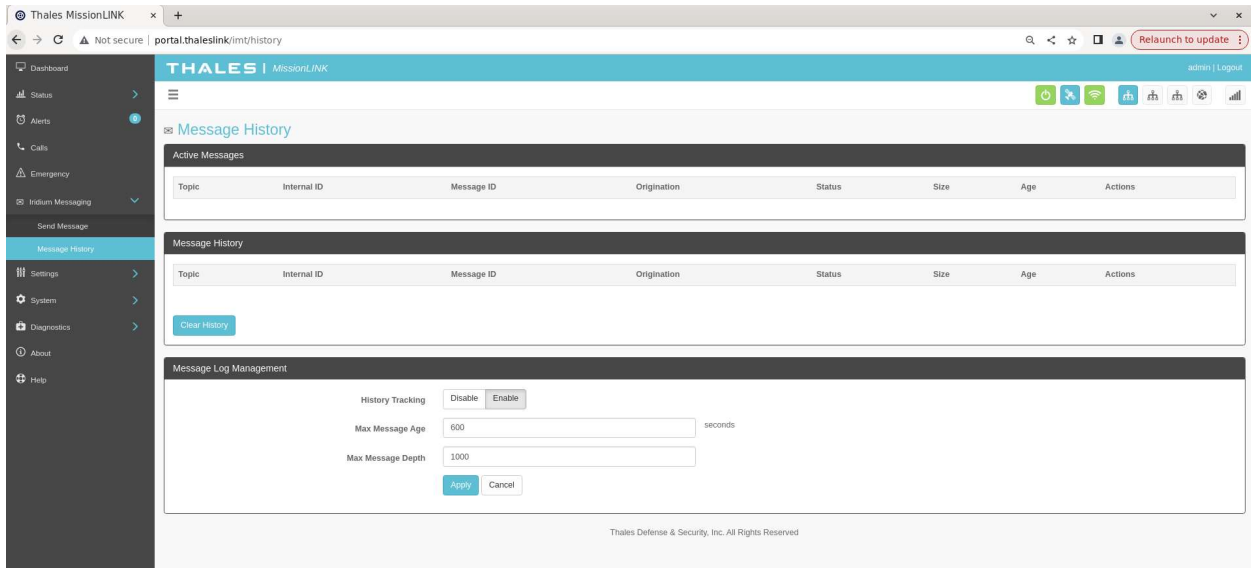 Thales MissionLINK
Not secure | portal.thaleslink/imt/history
Relaunch to update
Dashboard
Status
Alerts 0
Calls
Emergency
Iridium Messaging
Send Message
Message History
Settings
System
Diagnostics
About
Help
THALES | MissionLINK
admin | Logout
Message History
Active Messages
Topic Internal ID Message ID Origination Status Size Age Actions
Message History
Topic Internal ID Message ID Origination Status Size Age Actions
Clear History
Message Log Management
History Tracking Disable Enable
Max Message Age 600 seconds
Max Message Depth 1000
Apply Cancel
Thales Defense & Security, Inc. All Rights Reserved